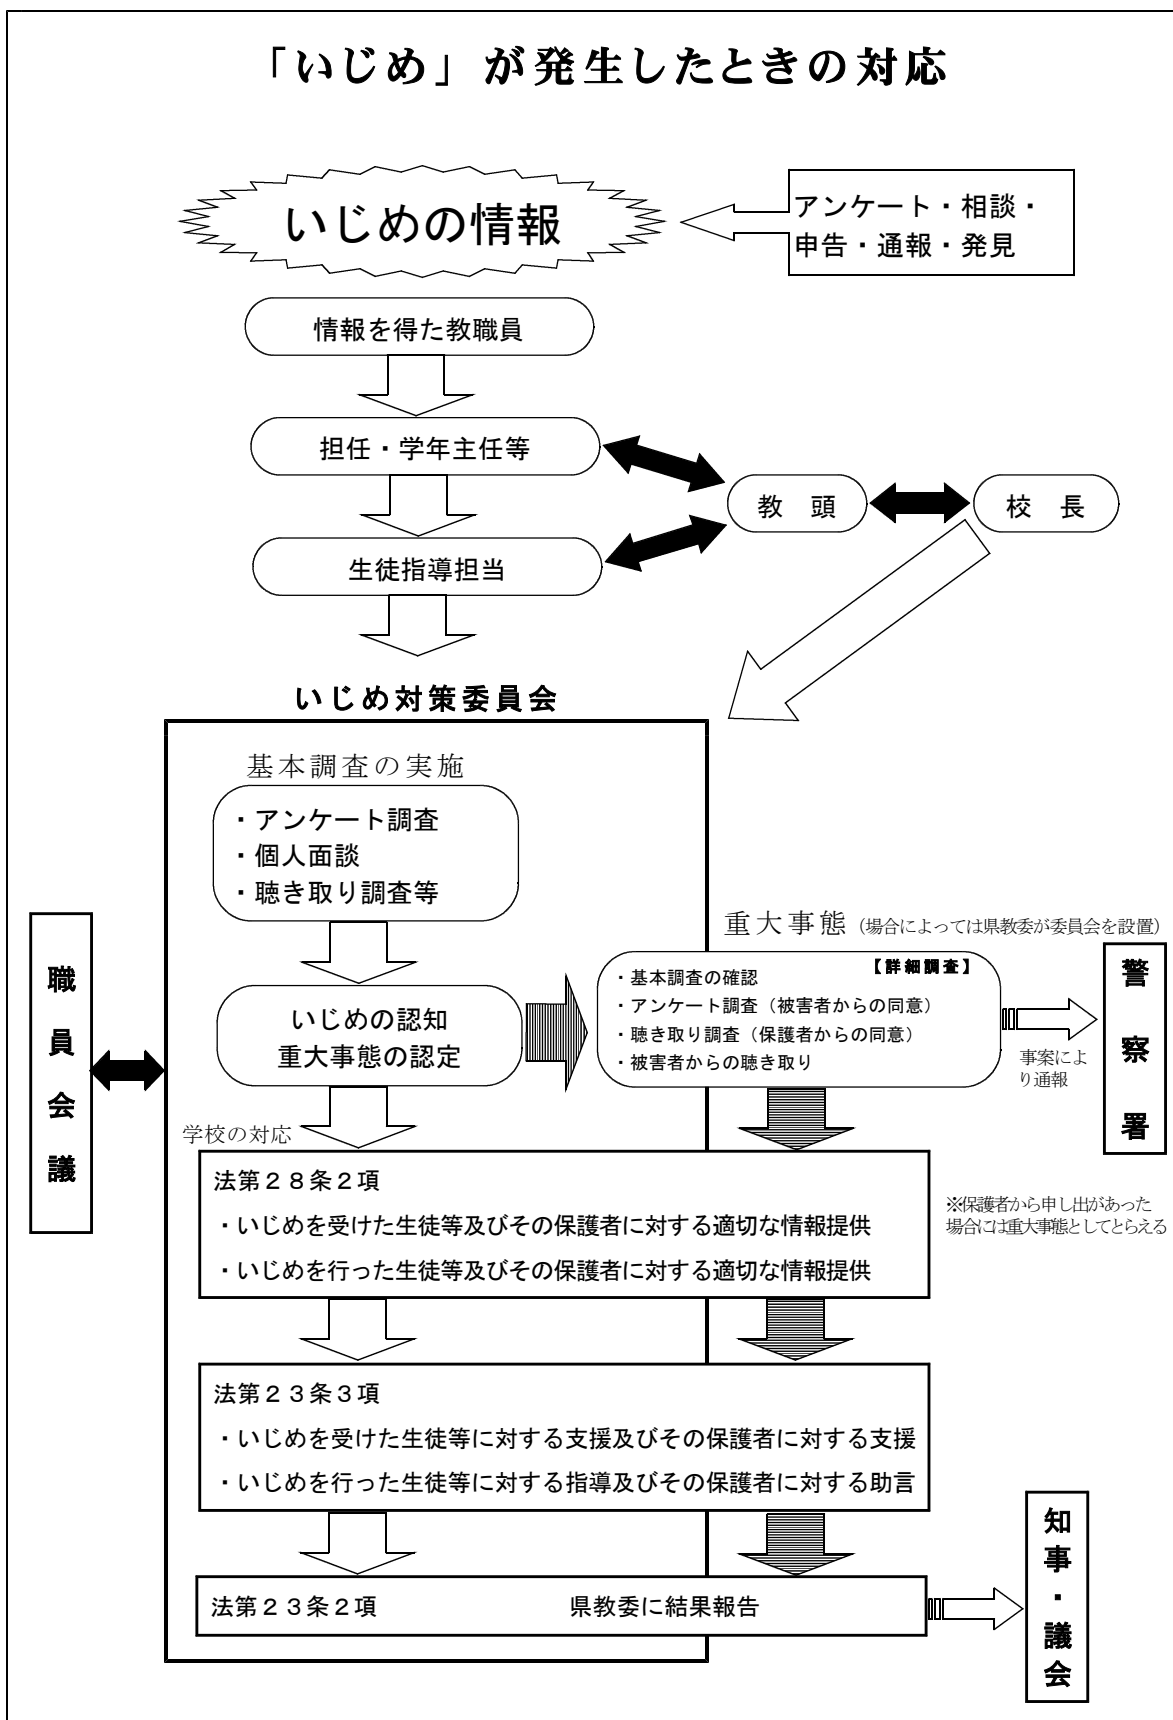 「いじめ」が発生したときの対応
いじめの情報
アンケート・相談・
申告・通報・発見
情報を得た教職員
担任・学年主任等
教　頭
校　長
生徒指導担当
いじめ対策委員会
基本調査の実施
・アンケート調査
・個人面談
・聴き取り調査等
職員会議
重大事態（場合によっては県教委が委員会を設置）
【詳細調査】
・基本調査の確認
・アンケート調査（被害者からの同意）
・聴き取り調査（保護者からの同意）
・被害者からの聴き取り
いじめの認知
重大事態の認定
事案によ
り通報
警察署
学校の対応
法第２８条２項
・いじめを受けた生徒等及びその保護者に対する適切な情報提供
・いじめを行った生徒等及びその保護者に対する適切な情報提供
※保護者から申し出があった
場合には重大事態としてとらえる
法第２３条３項
・いじめを受けた生徒等に対する支援及びその保護者に対する支援
・いじめを行った生徒等に対する指導及びその保護者に対する助言
法第２３条２項　県教委に結果報告
知事・議会